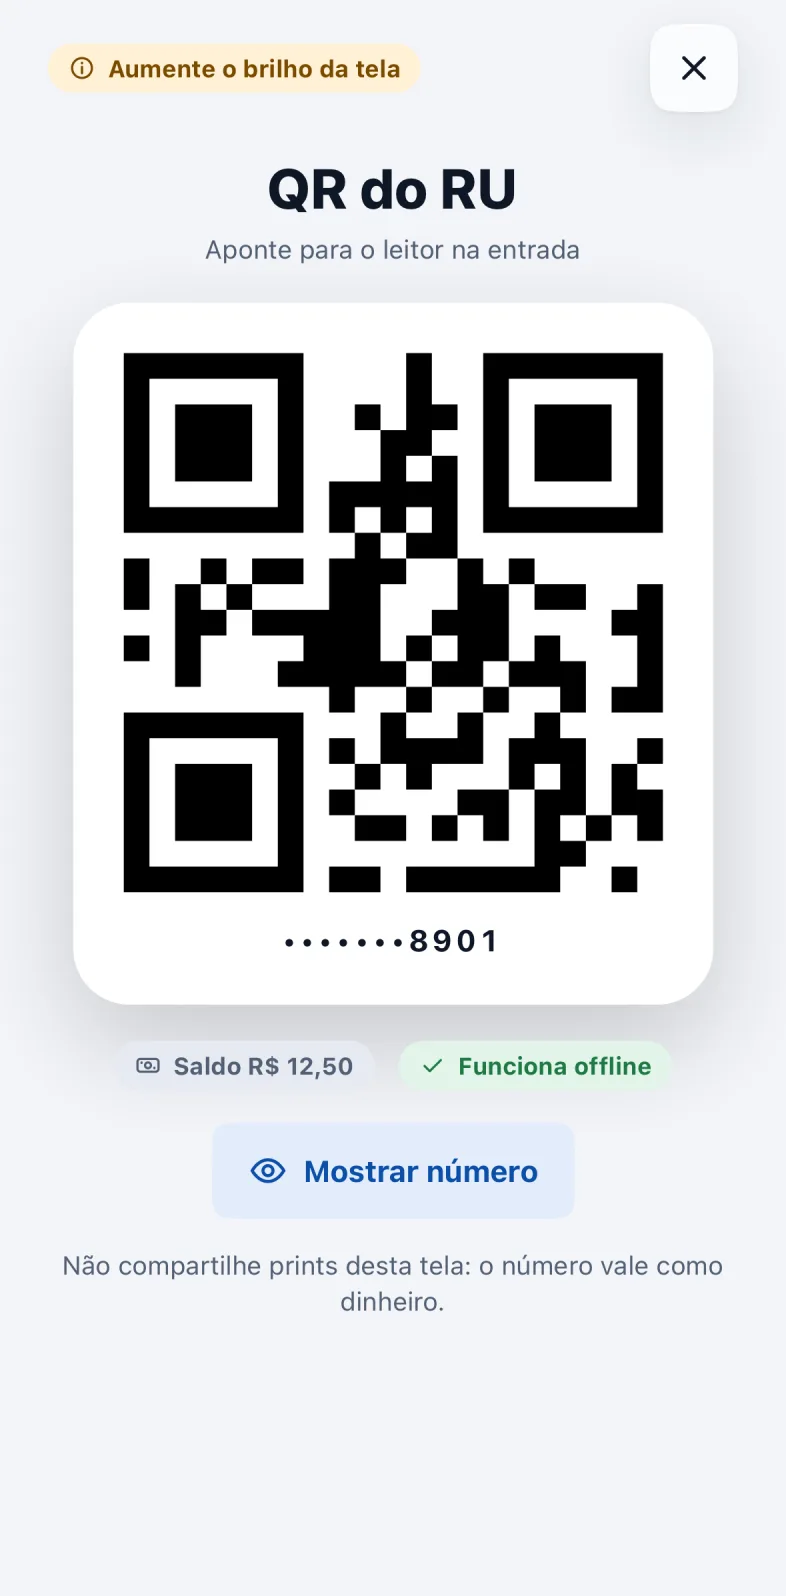 Aumente o brilho da tela
QR do RU
Aponte para o leitor na entrada
•••••••8901
Saldo R$ 12,50
Funciona offline
Mostrar número
Não compartilhe prints desta tela: o número vale como
dinheiro.